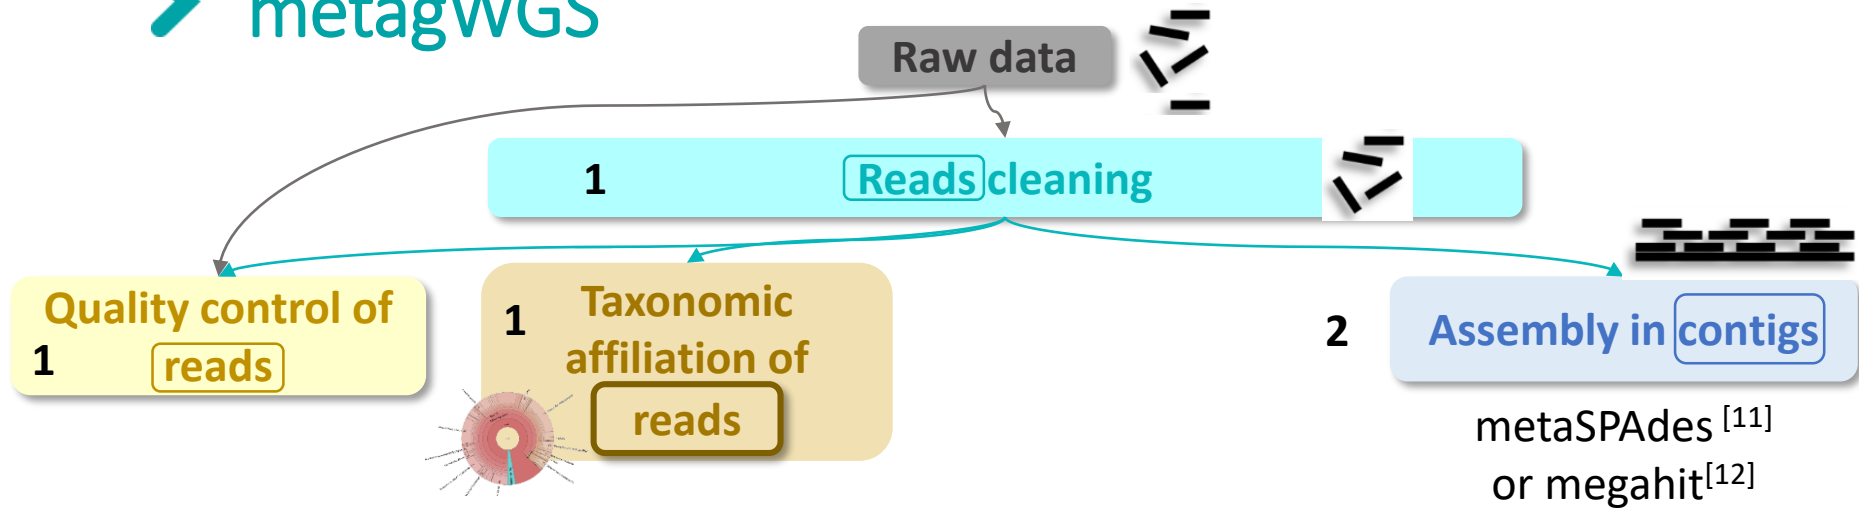 metagWGS
Raw data
1 Reads cleaning
Quality control of
1 reads
1 Taxonomic
affiliation of
reads
2 Assembly in contigs
metaSPAdes [11]
or megahit[12]